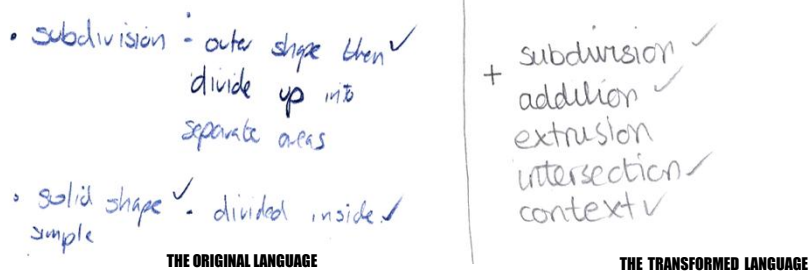 • subdivision - outer shape then ✓
divide up into
separate areas
• solid shape ✓ - divided inside ✓
simple
THE ORIGINAL LANGUAGE
+ subdivision ✓
addition ✓
extrusion
intersection ✓
context ✓
THE TRANSFORMED LANGUAGE